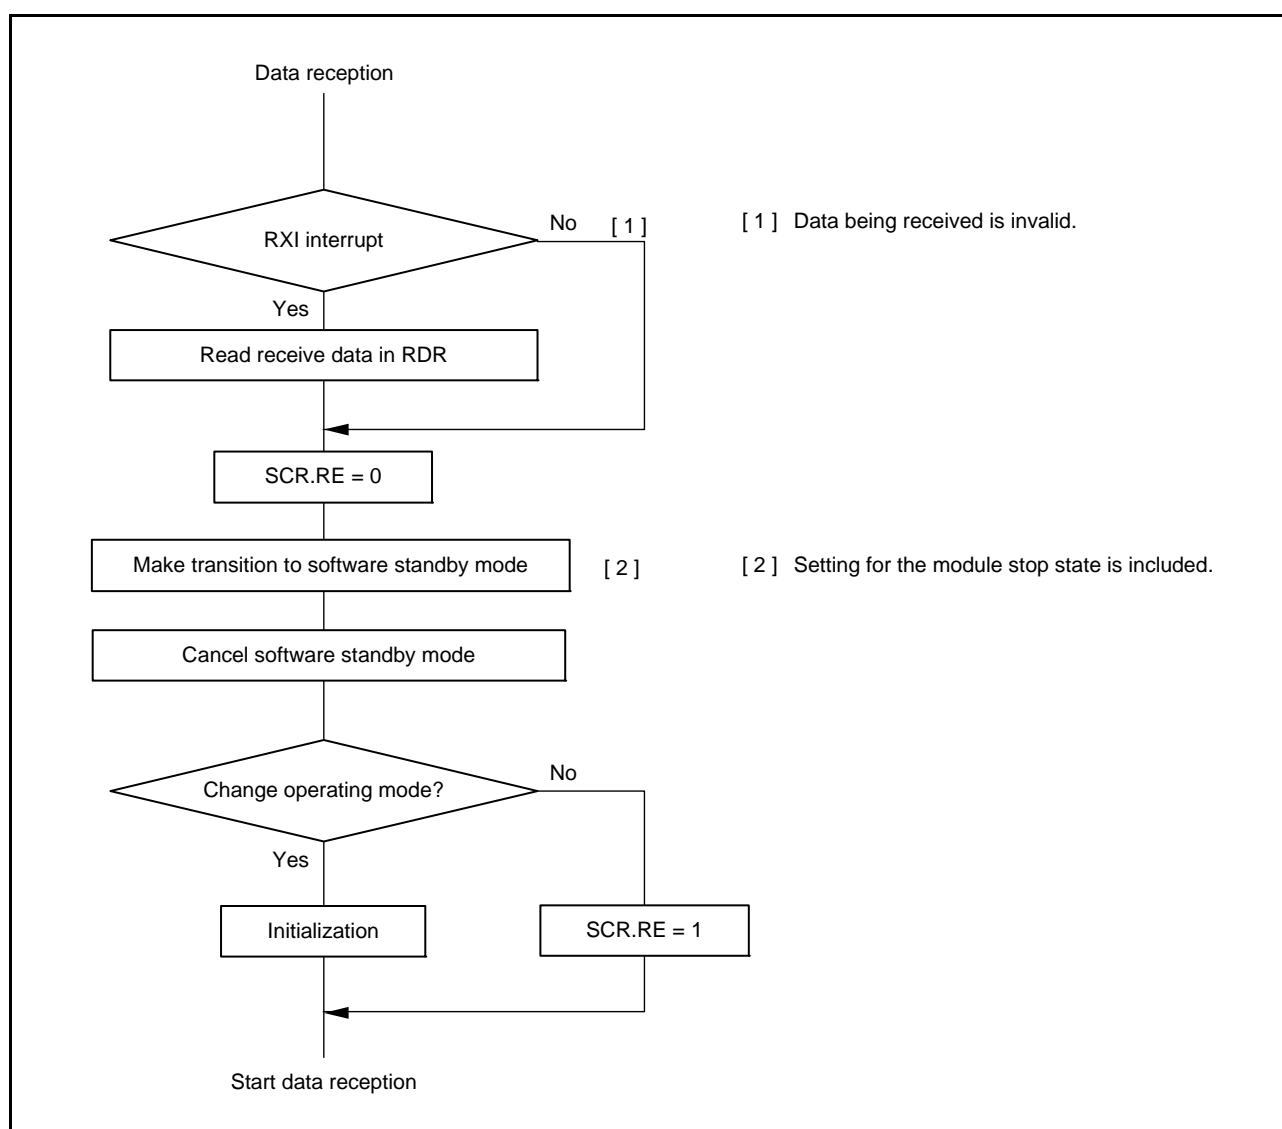 Data reception
RXI interrupt
No [ 1 ]
[ 1 ] Data being received is invalid.
Yes
Read receive data in RDR
SCR.RE = 0
Make transition to software standby mode
[ 2 ]
[ 2 ] Setting for the module stop state is included.
Cancel software standby mode
Change operating mode?
No
Yes
Initialization
SCR.RE = 1
Start data reception